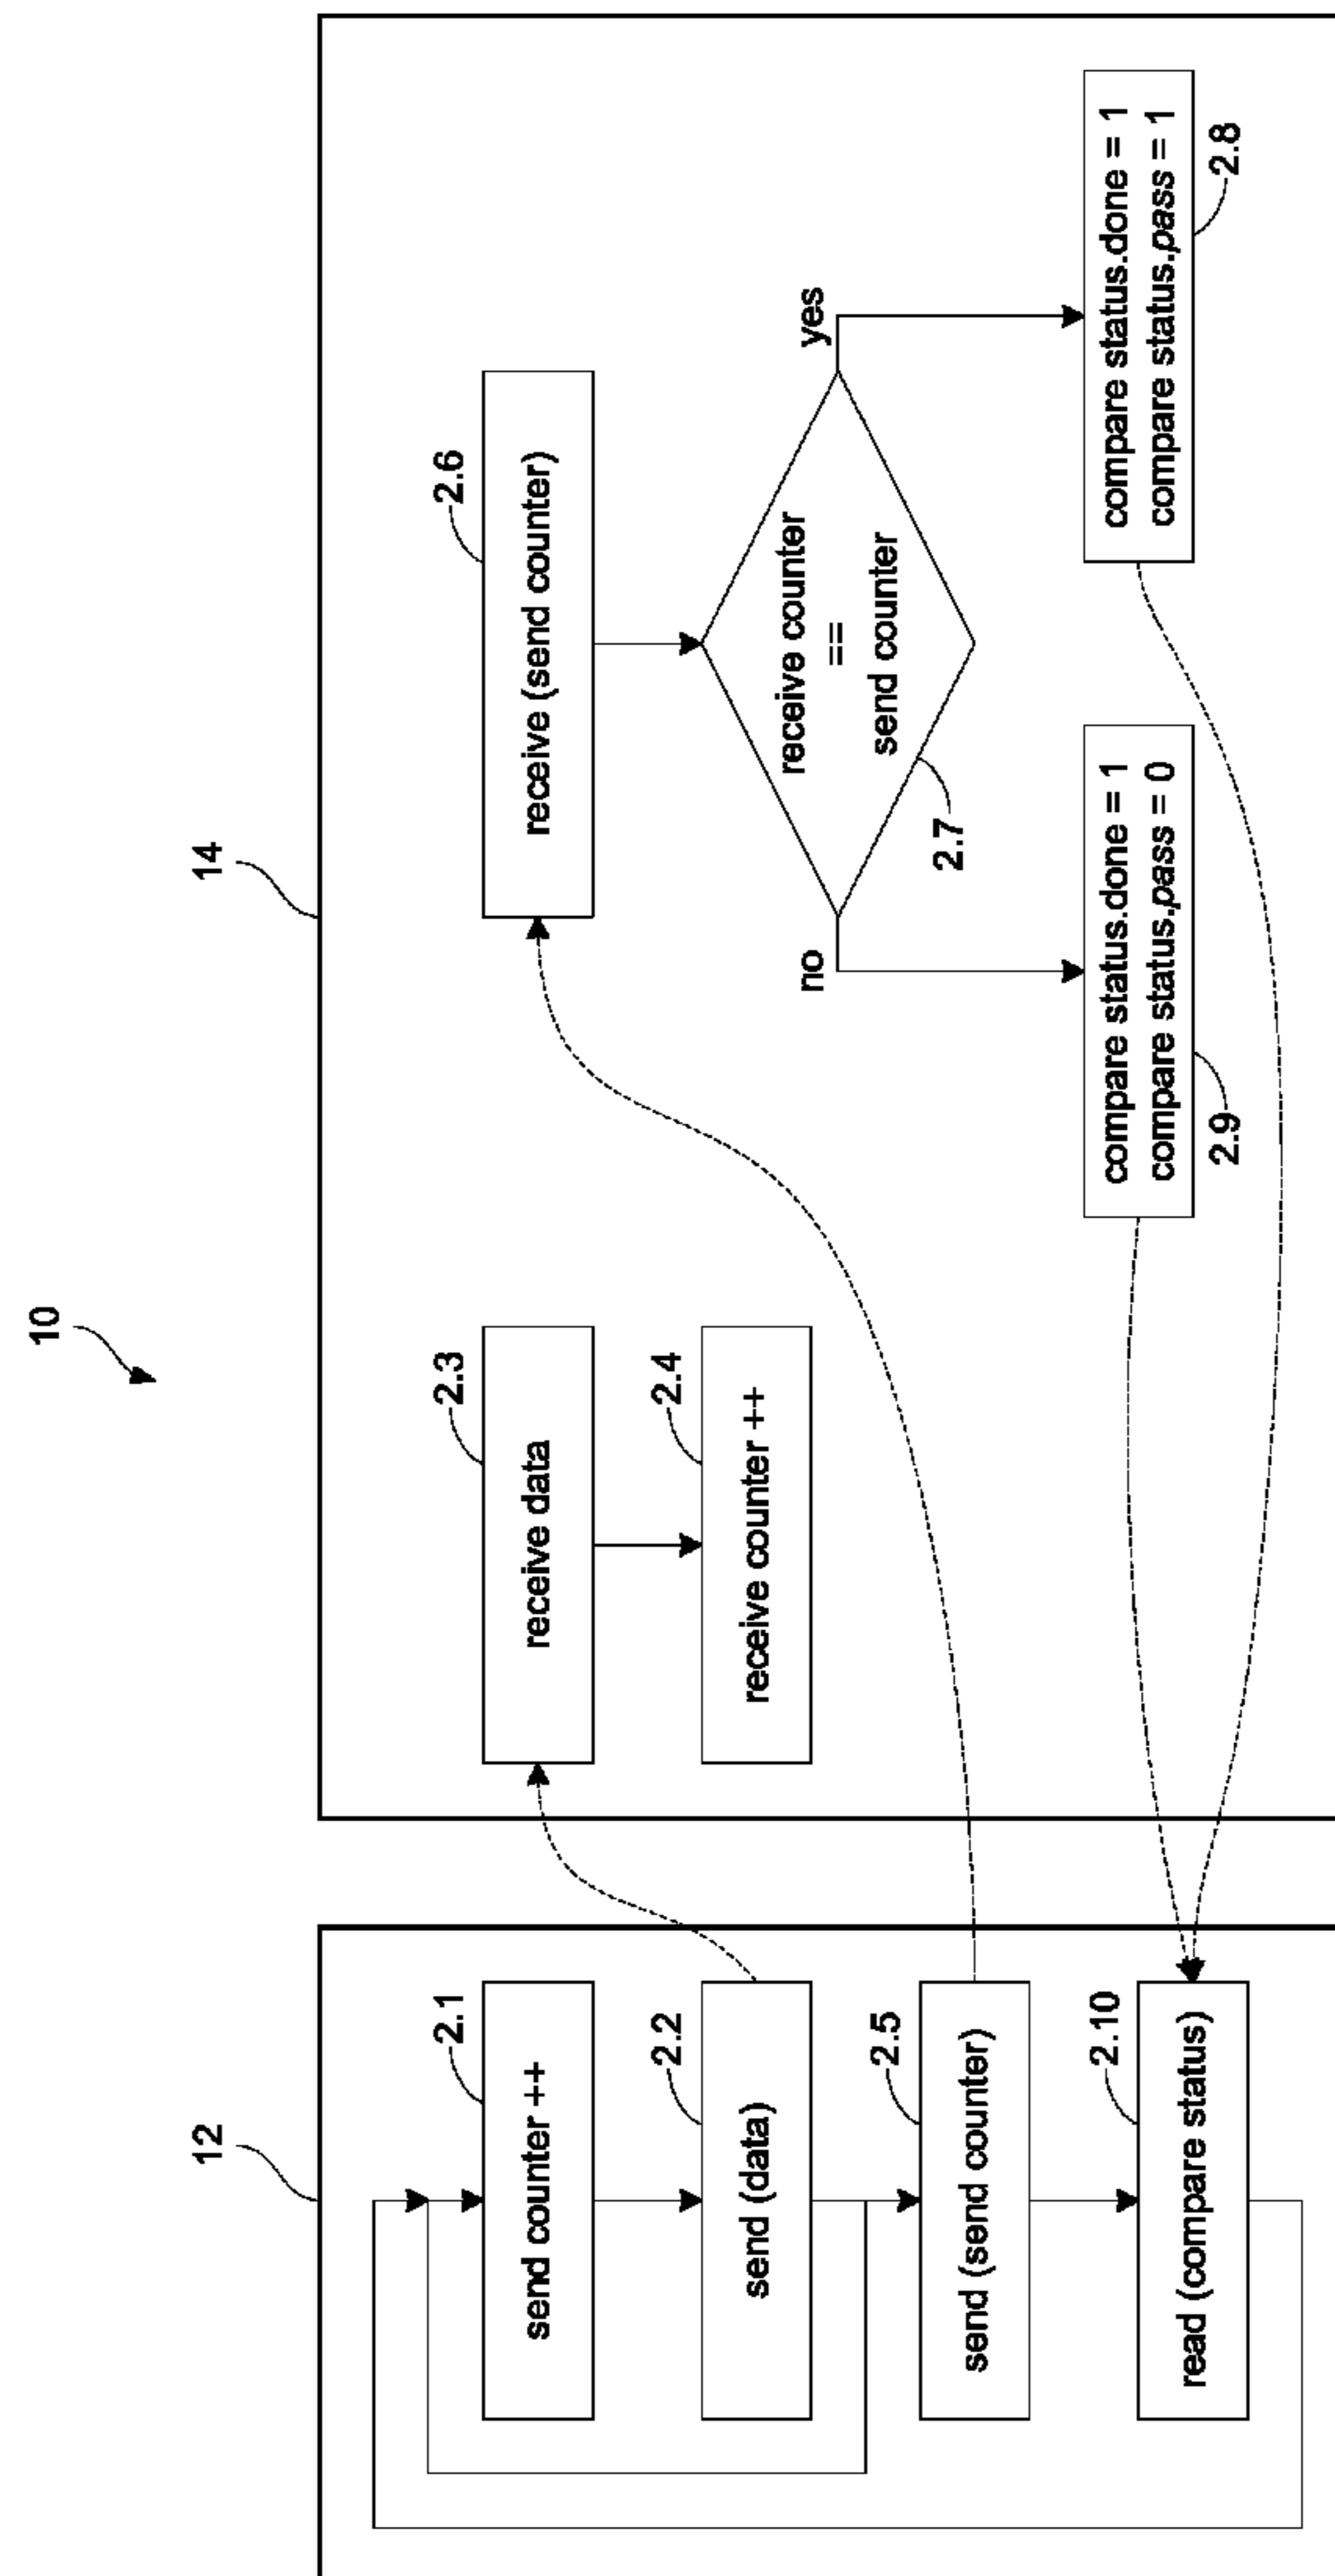 10
12
14
send counter ++
2.1
send (data)
2.2
send (send counter)
2.5
read (compare status)
2.10
receive data
2.3
receive counter ++
2.4
receive (send counter)
2.6
receive counter
==
send counter
2.7
no
yes
compare status.done = 1
compare status.pass = 0
2.9
compare status.done = 1
compare status.pass = 1
2.8